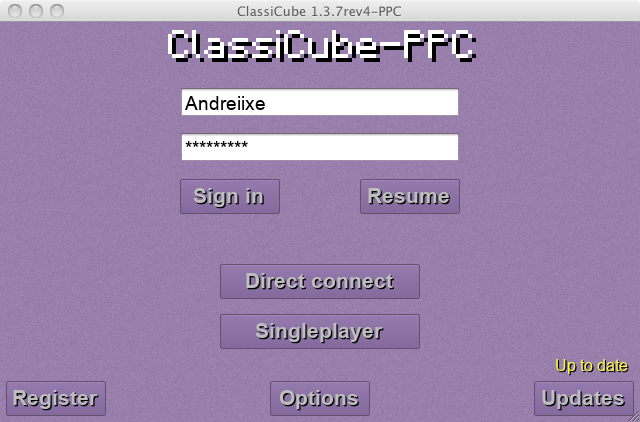 ClassiCube 1.3.7rev4-PPC
ClassiCube-PPC
Andreiixe
*********
Sign in Resume
Direct connect
Singleplayer
Up to date
Register Options Updates